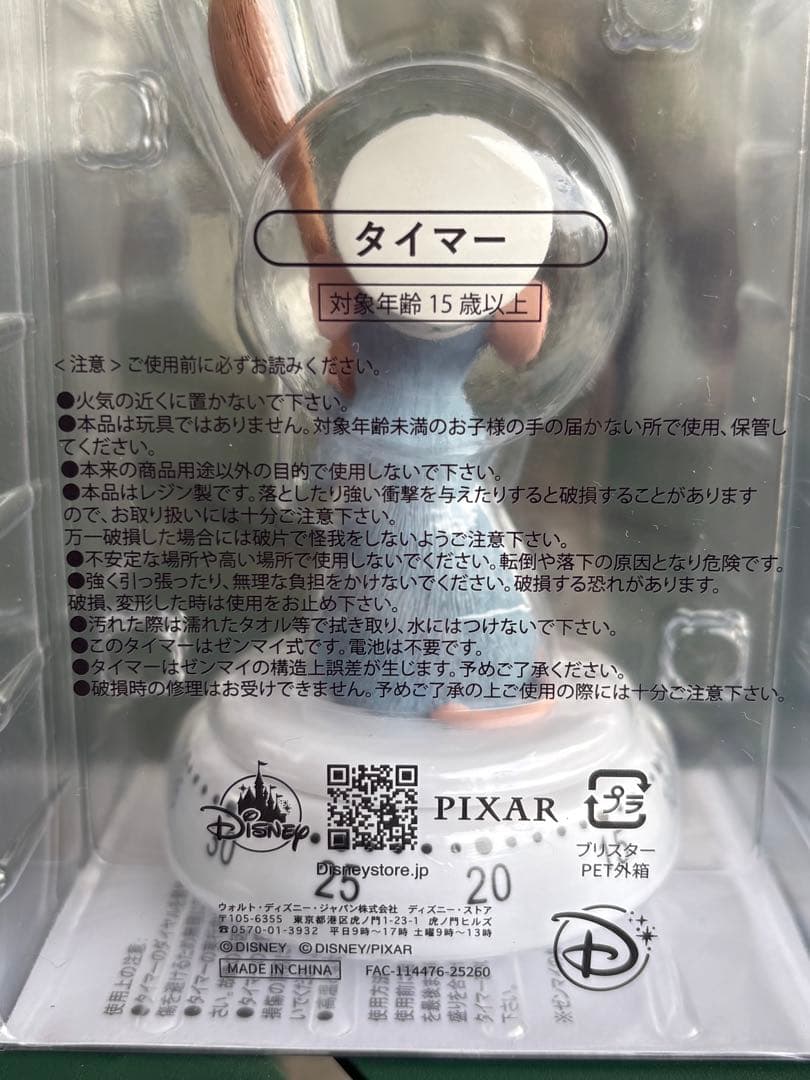 タイマー
対象年齢 15 歳以上
<注意>ご使用前に必ずお読みください。
●火気の近くに置かないで下さい。
●本品は玩具ではありません。対象年齢未満のお子様の手の届かない所で使用、保管し
てください。
●本来の商品用途以外の目的で使用しないで下さい。
●本品はレジン製です。落としたり強い衝撃を与えたりすると破損することがあります
ので、お取り扱いには十分ご注意下さい。
万一破損した場合には破片で怪我をしないようご注意下さい。
●不安定な場所や高い場所で使用しないでください。転倒や落下の原因となり危険です。
●強く引っ張ったり、無理な負担をかけないでください。破損する恐れがあります。
破損、変形した時は使用をお止め下さい。
●汚れた際は濡れたタオル等で拭き取り、水にはつけないで下さい。
●このタイマーはゼンマイ式です。電池は不要です。
●タイマーはゼンマイの構造上誤差が生じます。予めご了承ください。
●破損時の修理はお受けできません。予めご了承の上ご使用の際には十分ご注意下さい。
DISNEY
PIXAR
プラ
ブリスター
PET外箱
Disneystore.jp
30
25
20
15
ウォルト・ディズニー・ジャパン株式会社 ディズニーストア
〒105-6355 東京都港区虎ノ門1-23-1 虎ノ門ヒルズ
☎0570-01-3932 平日9時〜17時 土曜9時〜13時
©DISNEY ©DISNEY/PIXAR
MADE IN CHINA
FAC-114476-25260
D
使用上の注意